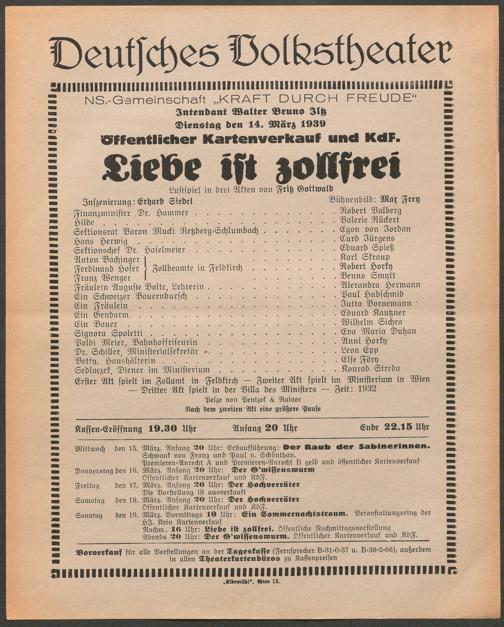 Deutsches Volkstheater
NS.-Gemeinschaft „KRAFT DURCH FREUDE“
Intendant Walter Bruno Iltz
Dienstag den 14. März 1939
Öffentlicher Kartenverkauf und KdF.
Liebe ist zollfrei
Lustspiel in drei Akten von Fritz Gottwald
Inszenierung: Erhard Siedel Bühnenbild: Max Frey
Finanzminister Dr. Hammer . . . . . Robert Valberg
Hilde . . . . . Valerie Rückert
Sektionsrat Baron Mucki Retzberg-Schlumbach . . . . . Egon von Jordan
Hans Herwig . . . . . Curd Jürgens
Sektionschef Dr. Haselmeier . . . . . Eduard Spieß
Anton Bachinger } Karl Skraup
Ferdinand Hofer } Zollbeamte in Feldkirch . . . . . Robert Horky
Franz Wenger } Benno Smytt
Fräulein Auguste Bolte, Lehrerin . . . . . Alexandra Hermann
Ein Schweizer Bauernbursch . . . . . Paul Hubschmid
Ein Fräulein . . . . . Jutta Bornemann
Ein Gendarm . . . . . Eduard Kautzner
Ein Bauer . . . . . Wilhelm Sichra
Signora Spoletti . . . . . Eva Maria Duhan
Poldi Meier, Bahnhoffriseurin . . . . . Anni Horky
Dr. Schiller, Ministerialsekretär . . . . . Leon Epp
Betty, Haushälterin . . . . . Else Föry
Sedlaczek, Diener im Ministerium . . . . . Konrad Streda
Erster Akt spielt im Zollamt in Feldkirch — Zweiter Akt spielt im Ministerium in Wien
— Dritter Akt spielt in der Villa des Ministers — Zeit: 1932
Pelze von Penizek & Rainer
Nach dem zweiten Akt eine größere Pause
Kassen-Eröffnung 19.30 Uhr Anfang 20 Uhr Ende 22.15 Uhr
Mittwoch den 15. März. Anfang 20 Uhr: Erstaufführung: Der Raub der Sabinerinnen.
Schwank von Franz und Paul v. Schönthan.
Premieren-Anrecht A und Premieren-Anrecht B gelb und öffentlicher Kartenverkauf
Donnerstag den 16. März. Anfang 20 Uhr: Der G'wissenswurm
Öffentlicher Kartenverkauf und KdF.
Freitag den 17. März. Anfang 20 Uhr: Der Hochverräter
Die Vorstellung ist ausverkauft
Samstag den 18. März. Anfang 20 Uhr: Der Hochverräter
Öffentlicher Kartenverkauf und KdF.
Sonntag den 19. März. Vormittags 10 Uhr: Ein Sommernachtstraum. Veranstaltungsring der
HJ. Kein Kartenverkauf
Nachm. 16 Uhr: Liebe ist zollfrei. Öffentliche Nachmittagsvorstellung
Abends 20 Uhr: Der G'wissenswurm. Öffentlicher Kartenverkauf und KdF.
Vorverkauf für alle Vorstellungen an der Tageskasse (Fernsprecher B-31-0-37 u. B-39-2-86), außerdem
in allen Theaterkartenbüros zu Kassenpreisen
„Elbemühl“, Wien IX.